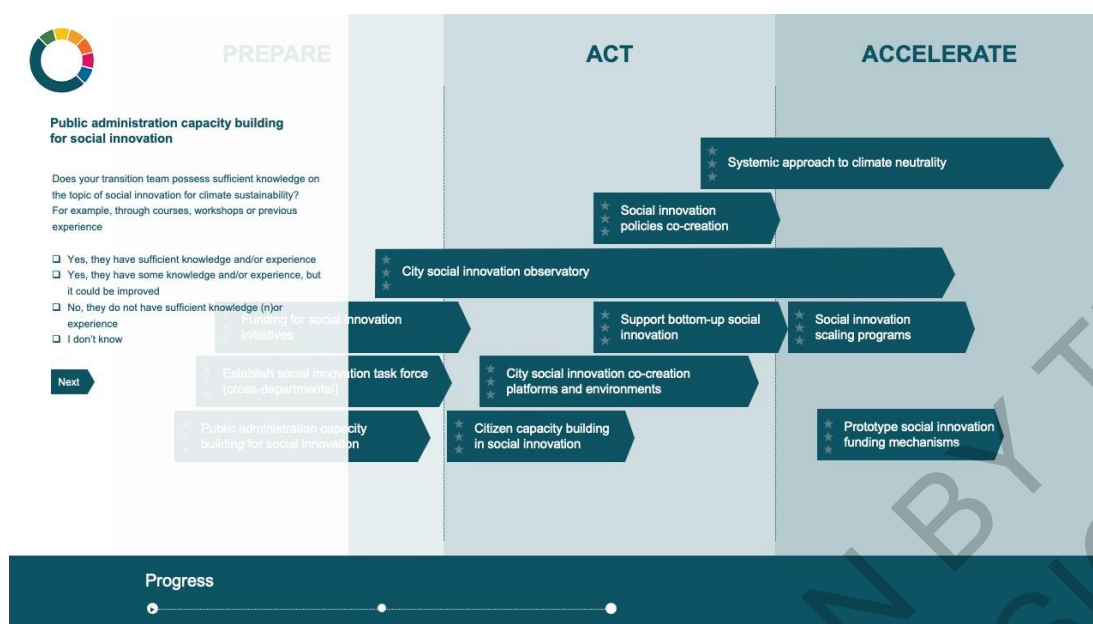 PREPARE
ACT
ACCELERATE
Public administration capacity building
for social innovation
Does your transition team possess sufficient knowledge on
the topic of social innovation for climate sustainability?
For example, through courses, workshops or previous
experience
Yes, they have sufficient knowledge and/or experience
Yes, they have some knowledge and/or experience, but
it could be improved
No, they do not have sufficient knowledge (n)or
experience
I don't know
Next
Systemic approach to climate neutrality
Social innovation
policies co-creation
City social innovation observatory
Funding for social innovation
Initiatives
Support bottom-up social
innovation
Social innovation
scaling programs
Establish social innovation task force
(cross-departmental)
City social innovation co-creation
platforms and environments
Public administration capacity
building for social innovation
Citizen capacity building
in social innovation
Prototype social innovation
funding mechanisms
Progress